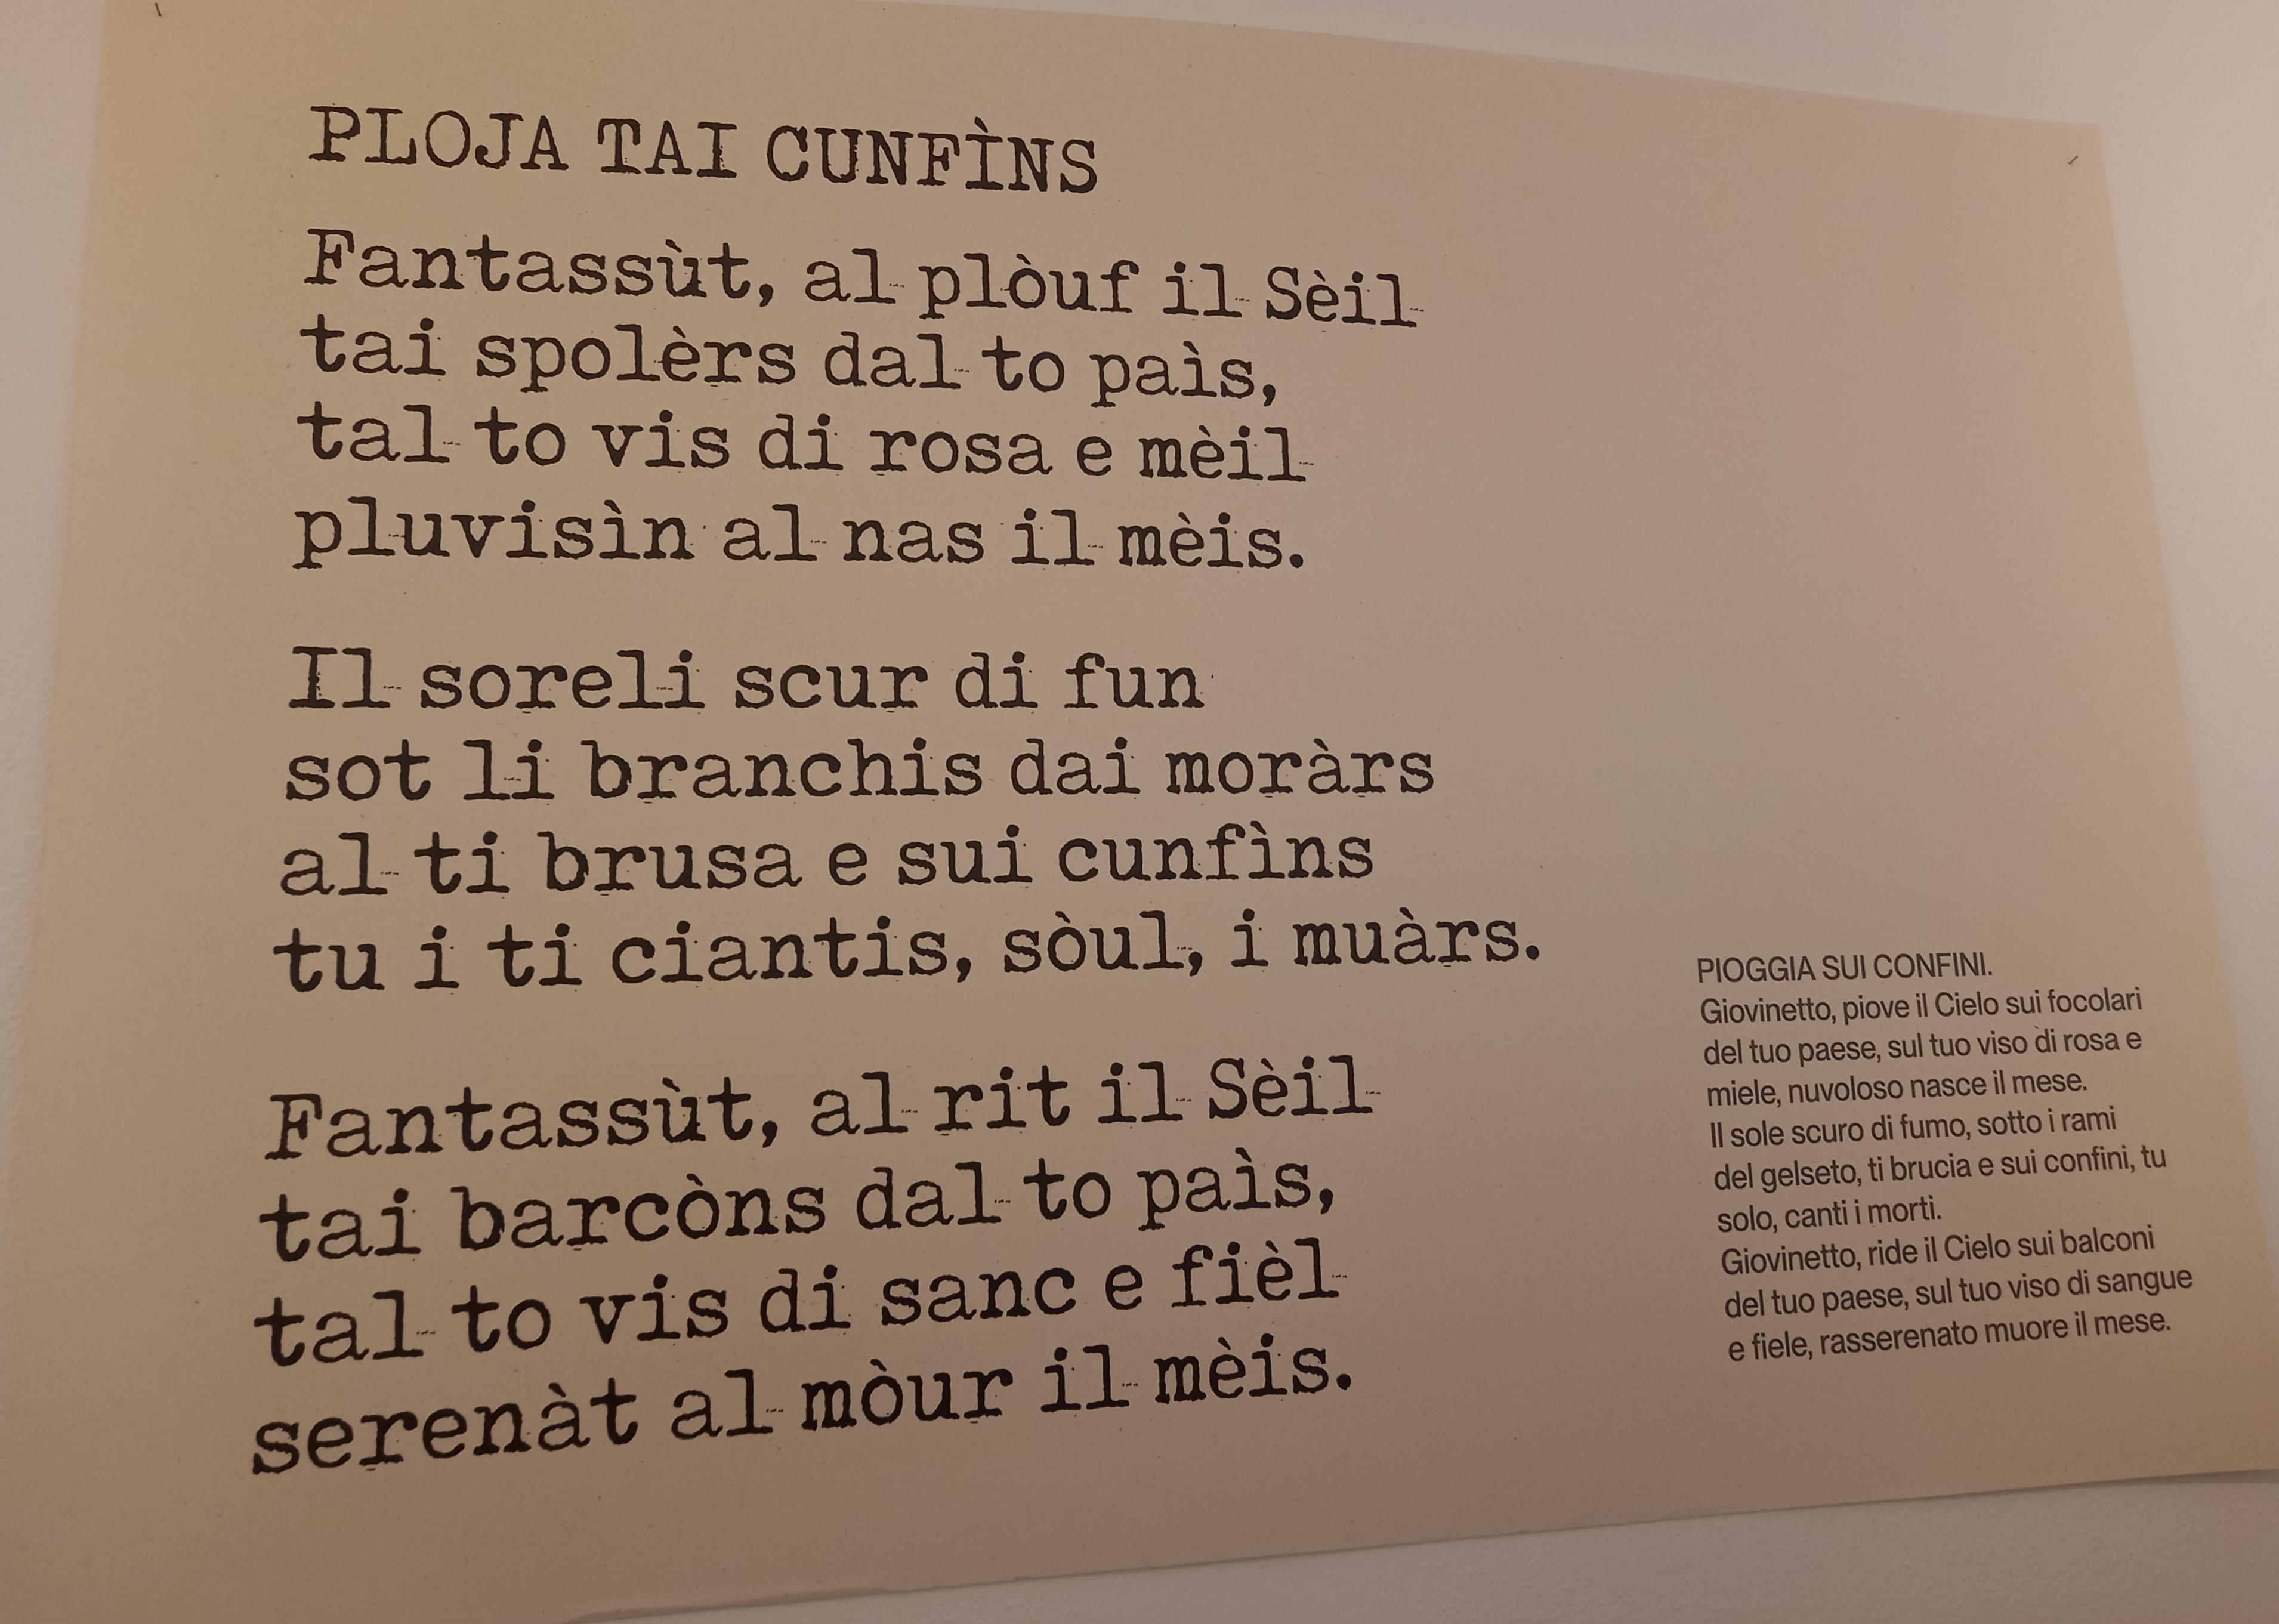 PLOJA TAI CUNFÌNS
Fantassùt, al plòuf il Sèil
tai spolèrs dal to paìs,
tal to vis di rosa e mèil
pluvisìn al nas il mèis.
Il soreli scur di fun
sot li branchis dai moràrs
al ti brusa e sui cunfìns
tu i ti ciantis, sòul, i muàrs.
Fantassùt, al rit il Sèil
tai barcòns dal to paìs,
tal to vis di sanc e fièl
serenàt al mòur il mèis.
PIOGGIA SUI CONFINI.
Giovinetto, piove il Cielo sui focolari
del tuo paese, sul tuo viso di rosa e
miele, nuvoloso nasce il mese.
Il sole scuro di fumo, sotto i rami
del gelseto, ti brucia e sui confini, tu
solo, canti i morti.
Giovinetto, ride il Cielo sui balconi
del tuo paese, sul tuo viso di sangue
e fiele, rasserenato muore il mese.